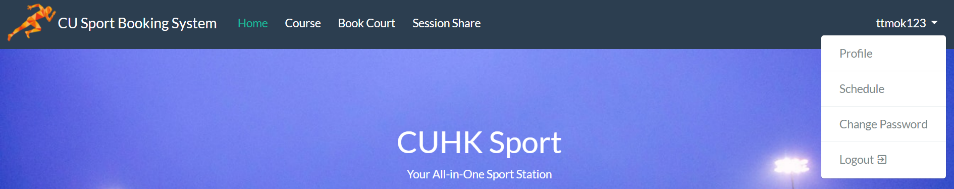 CU Sport Booking System Home Course Book Court Session Share ttmok123
Profile
Schedule
Change Password
Logout
CUHK Sport
Your All-in-One Sport Station